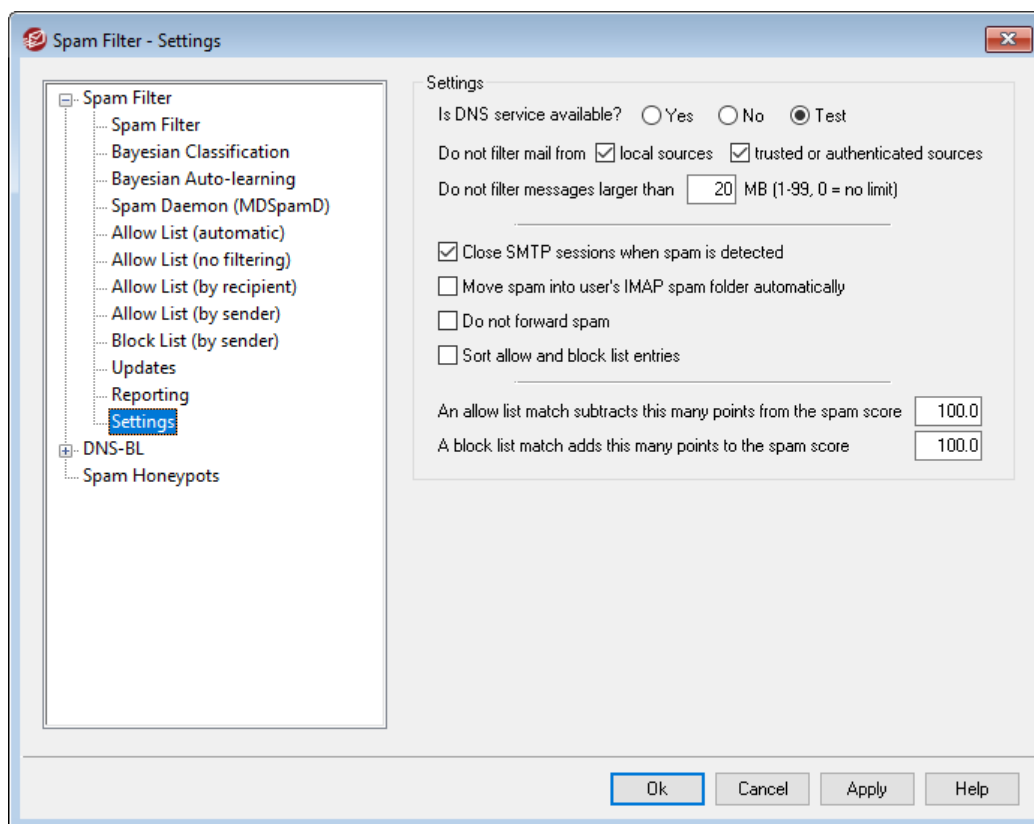 Spam Filter - Settings
Spam Filter
Spam Filter
Bayesian Classification
Bayesian Auto-learning
Spam Daemon (MDSpamD)
Allow List (automatic)
Allow List (no filtering)
Allow List (by recipient)
Allow List (by sender)
Block List (by sender)
Updates
Reporting
Settings
DNS-BL
Spam Honeypots
Settings
Is DNS service available? Yes No Test
Do not filter mail from local sources trusted or authenticated sources
Do not filter messages larger than 20 MB (1-99, 0 = no limit)
Close SMTP sessions when spam is detected
Move spam into user's IMAP spam folder automatically
Do not forward spam
Sort allow and block list entries
An allow list match subtracts this many points from the spam score 100.0
A block list match adds this many points to the spam score 100.0
Ok Cancel Apply Help